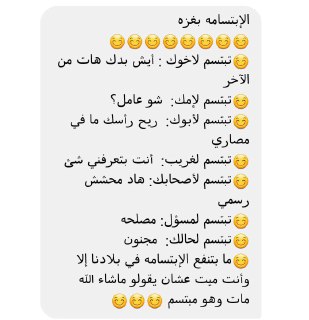 الإبتسامه بغزه
😊😊😊😊😊😊😊😊
😊تبتسم لاخوك : أيش بدك هات من
الآخر
😊تبتسم لإمك: شو عامل؟
😊تبتسم لأبوك: ريح رأسك ما في
مصاري
😊تبتسم لغريب: أنت بتعرفني شئ
😊تبتسم لأصحابك: هاد محشش
رسمي
😊تبتسم لمسؤل: مصلحه
😊تبتسم لحالك: مجنون
😊ما بتنفع الإبتسامه في بلادنا إلا
وأنت ميت عشان يقولو ماشاء الله
مات وهو مبتسم 😊😊😊